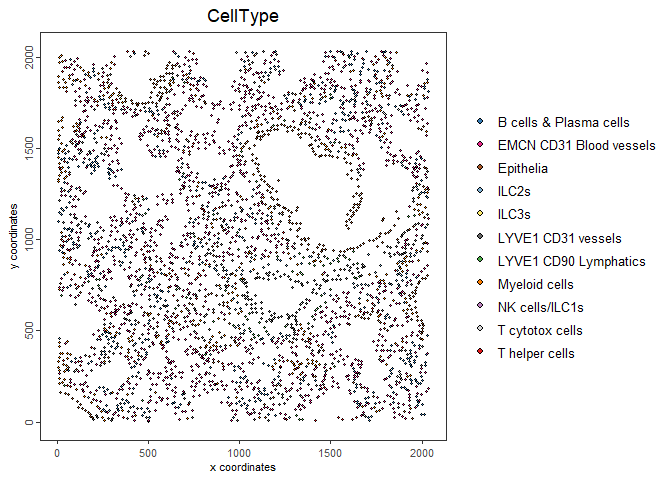 CellType
2000
1500
1000
500
0
y coordinates
0 500 1000 1500 2000
x coordinates
B cells & Plasma cells
EMCN CD31 Blood vessels
Epithelia
ILC2s
ILC3s
LYVE1 CD31 vessels
LYVE1 CD90 Lymphatics
Myeloid cells
NK cells/ILC1s
T cytotox cells
T helper cells